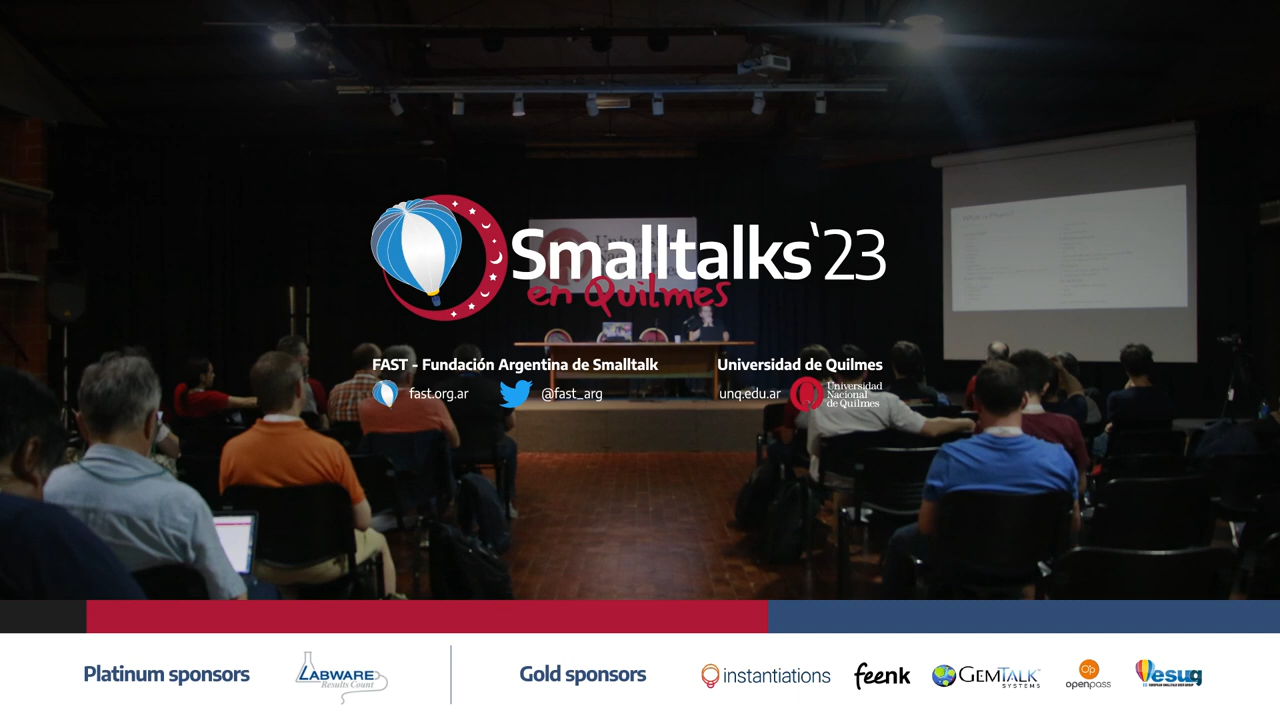 Smalltalks`23
en Quilmes
FAST - Fundación Argentina de Smalltalk
Universidad de Quilmes
fast.org.ar
@fast_arg
unq.edu.ar
Universidad
Nacional
de Quilmes
Platinum sponsors
LABWARE
Results Count
Gold sponsors
instantiations
feenk
GEMTALK
SYSTEMS
openpass
esug